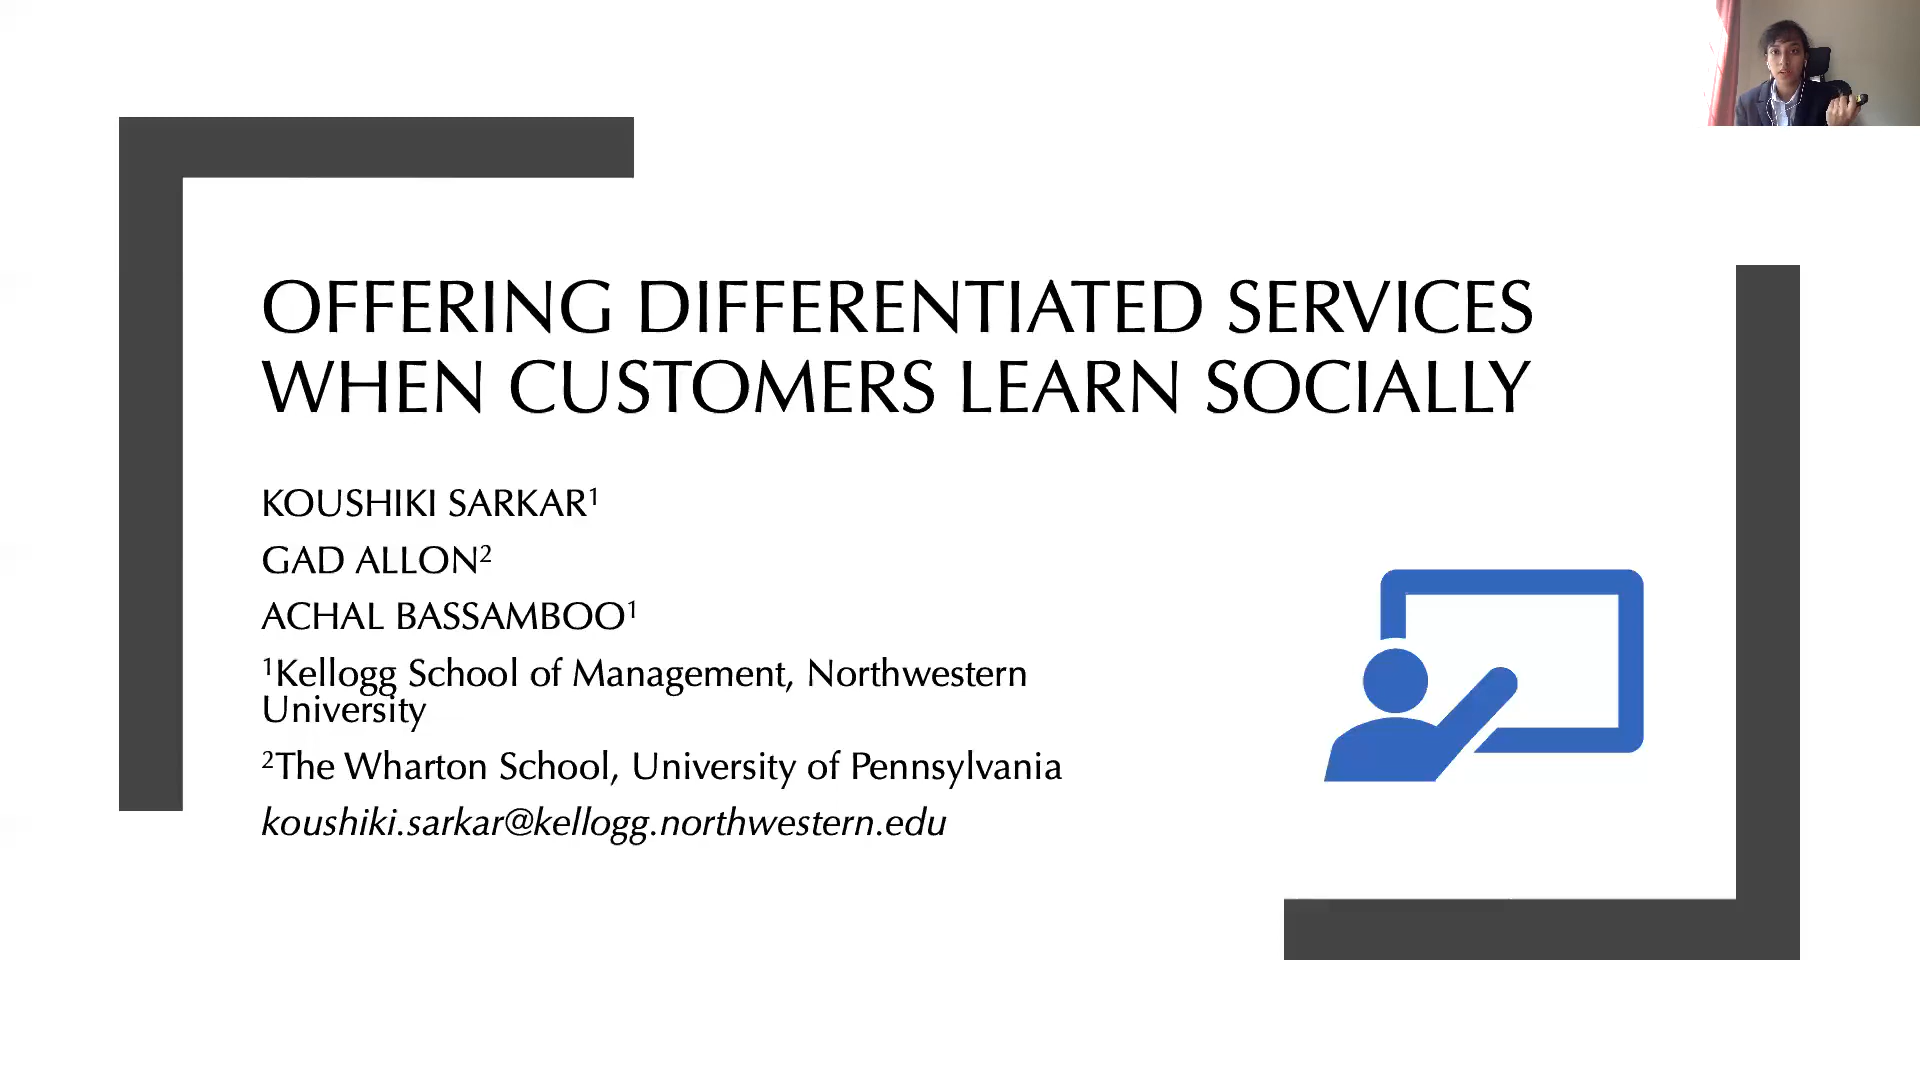 OFFERING DIFFERENTIATED SERVICES
WHEN CUSTOMERS LEARN SOCIALLY
KOUSHIKI SARKAR¹
GAD ALLON²
ACHAL BASSAMBOO¹
¹Kellogg School of Management, Northwestern
University
²The Wharton School, University of Pennsylvania
koushiki.sarkar@kellogg.northwestern.edu